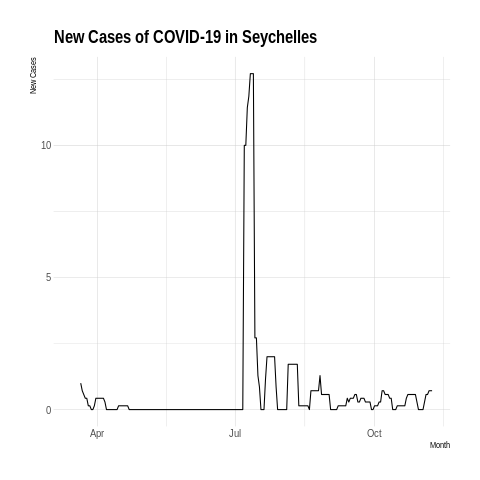 New Cases of COVID-19 in Seychelles
New Cases
10
5
0
Apr
Jul
Oct
Month